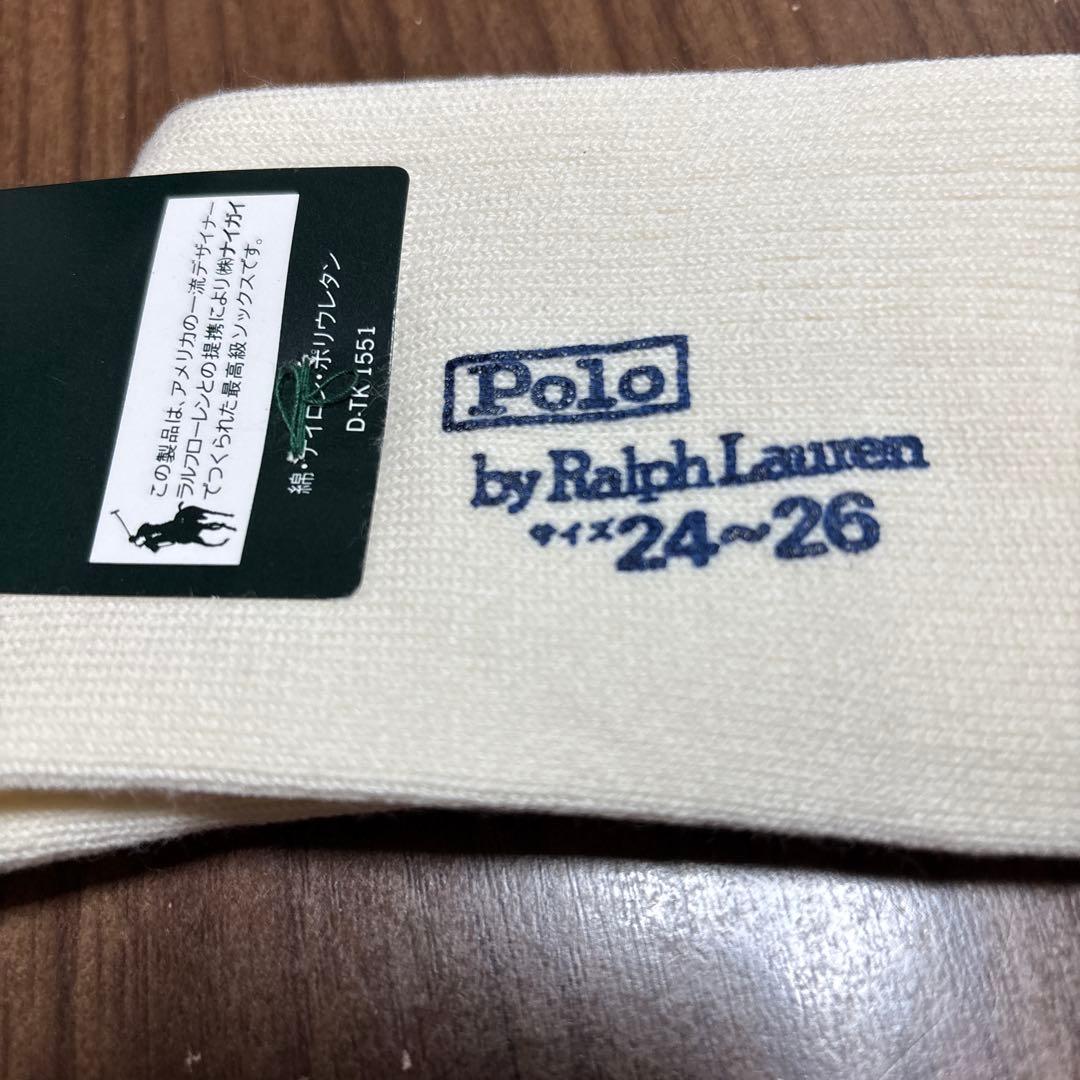 この製品は、アメリカの一流デザイナー
ラルフローレンとの提携により㈱ナイガイ
でつくられた最高級ソックスです。
綿・ナイロン・ポリウレタン
D-TK 1551
Polo
by Ralph Lauren
サイズ 24～26